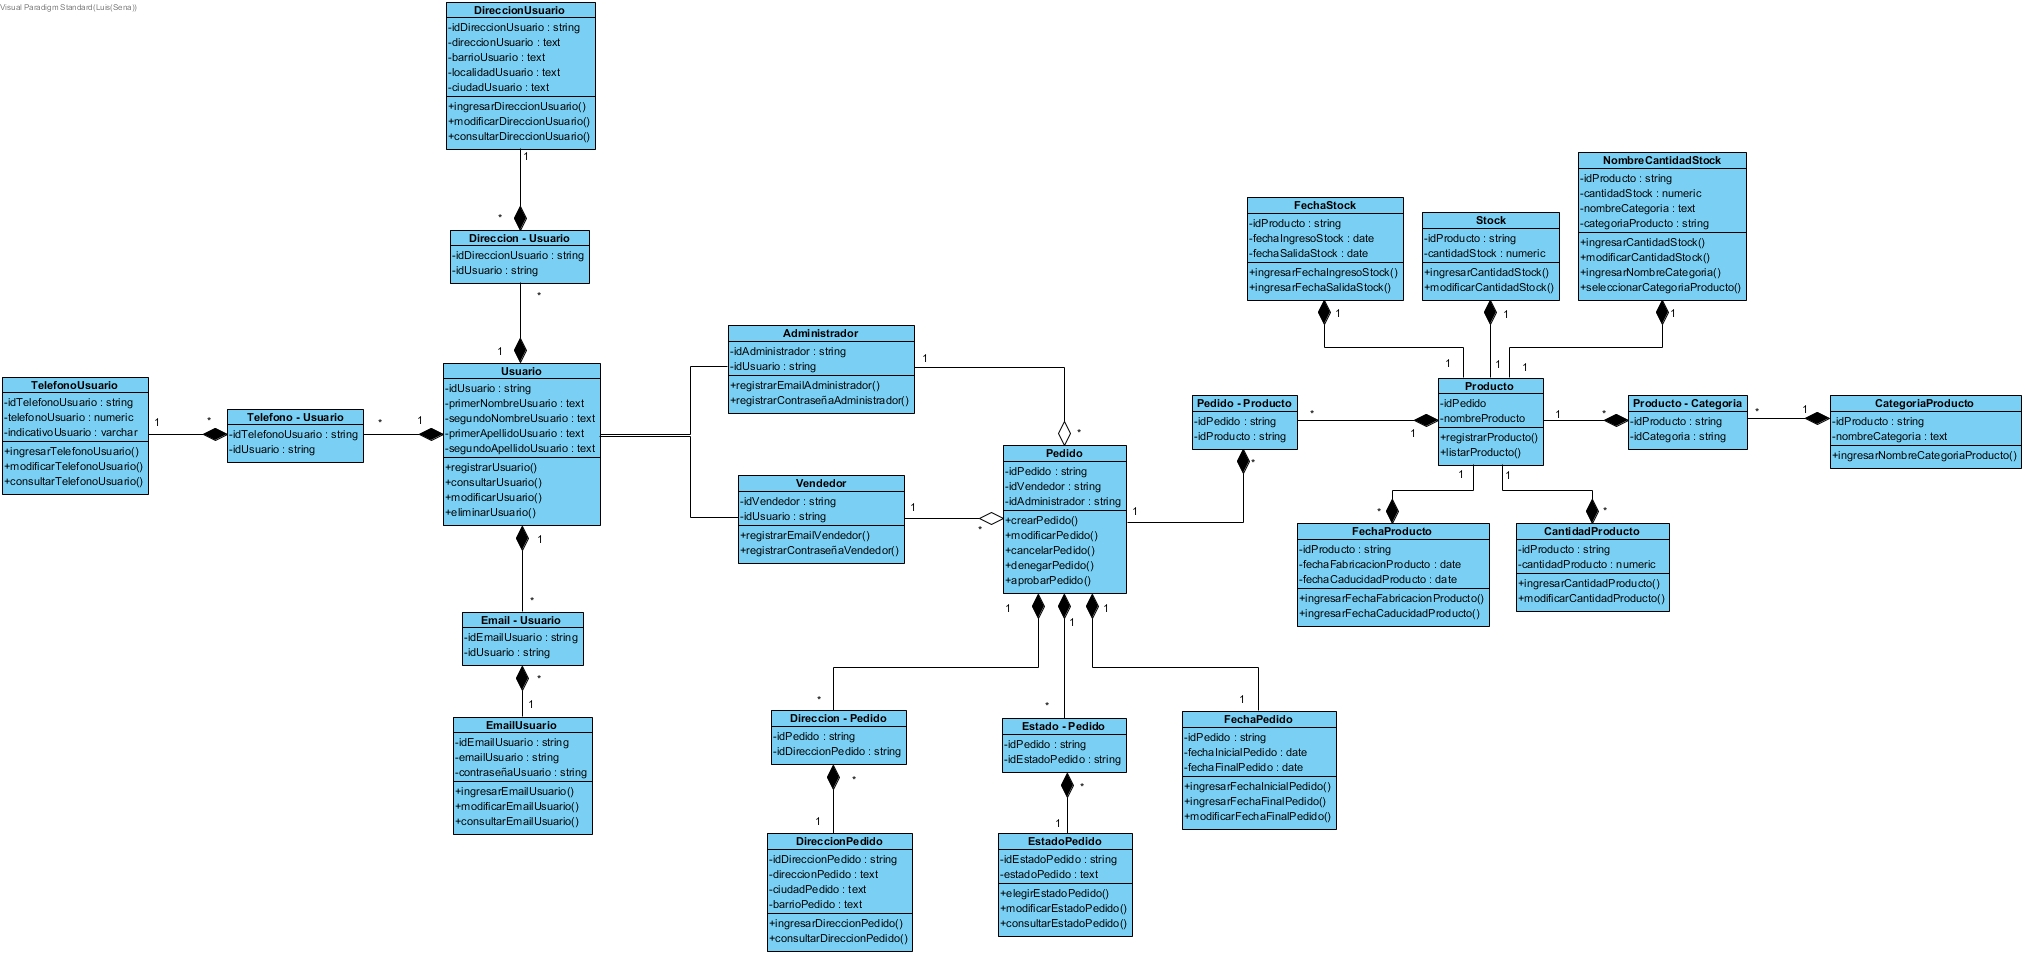 Visual Paradigm Standard(Luis(Sena))
DireccionUsuario
-idDireccionUsuario : string
-direccionUsuario : text
-barrioUsuario : text
-localidadUsuario : text
-ciudadUsuario : text
+ingresarDireccionUsuario()
+modificarDireccionUsuario()
+consultarDireccionUsuario()
1
*
Direccion - Usuario
-idDireccionUsuario : string
-idUsuario : string
*
1
TelefonoUsuario
-idTelefonoUsuario : string
-telefonoUsuario : numeric
-indicativoUsuario : varchar
+ingresarTelefonoUsuario()
+modificarTelefonoUsuario()
+consultarTelefonoUsuario()
1
*
Telefono - Usuario
-idTelefonoUsuario : string
-idUsuario : string
*
1
Usuario
-idUsuario : string
-primerNombreUsuario : text
-segundoNombreUsuario : text
-primerApellidoUsuario : text
-segundoApellidoUsuario : text
+registrarUsuario()
+consultarUsuario()
+modificarUsuario()
+eliminarUsuario()
1
*
Email - Usuario
-idEmailUsuario : string
-idUsuario : string
*
1
EmailUsuario
-idEmailUsuario : string
-emailUsuario : string
-contraseñaUsuario : string
+ingresarEmailUsuario()
+modificarEmailUsuario()
+consultarEmailUsuario()
Administrador
-idAdministrador : string
-idUsuario : string
+registrarEmailAdministrador()
+registrarContraseñaAdministrador()
1
*
Vendedor
-idVendedor : string
-idUsuario : string
+registrarEmailVendedor()
+registrarContraseñaVendedor()
1
*
Pedido
-idPedido : string
-idVendedor : string
-idAdministrador : string
+crearPedido()
+modificarPedido()
+cancelarPedido()
+denegarPedido()
+aprobarPedido()
1
1
1
1
*
*
1
Direccion - Pedido
-idPedido : string
-idDireccionPedido : string
*
1
DireccionPedido
-idDireccionPedido : string
-direccionPedido : text
-ciudadPedido : text
-barrioPedido : text
+ingresarDireccionPedido()
+consultarDireccionPedido()
Estado - Pedido
-idPedido : string
-idEstadoPedido : string
*
1
EstadoPedido
-idEstadoPedido : string
-estadoPedido : text
+elegirEstadoPedido()
+modificarEstadoPedido()
+consultarEstadoPedido()
FechaPedido
-idPedido : string
-fechaInicialPedido : date
-fechaFinalPedido : date
+ingresarFechaInicialPedido()
+ingresarFechaFinalPedido()
+modificarFechaFinalPedido()
Pedido - Producto
-idPedido : string
-idProducto : string
*
*
1
FechaStock
-idProducto : string
-fechaIngresoStock : date
-fechaSalidaStock : date
+ingresarFechaIngresoStock()
+ingresarFechaSalidaStock()
1
1
Stock
-idProducto : string
-cantidadStock : numeric
+ingresarCantidadStock()
+modificarCantidadStock()
1
1
NombreCantidadStock
-idProducto : string
-cantidadStock : numeric
-nombreCategoria : text
-categoriaProducto : string
+ingresarCantidadStock()
+modificarCantidadStock()
+ingresarNombreCategoria()
+seleccionarCategoriaProducto()
1
1
Producto
-idPedido
-nombreProducto
+registrarProducto()
+listarProducto()
1
*
Producto - Categoria
-idProducto : string
-idCategoria : string
*
1
CategoriaProducto
-idProducto : string
-nombreCategoria : text
+ingresarNombreCategoriaProducto()
1
1
*
*
FechaProducto
-idProducto : string
-fechaFabricacionProducto : date
-fechaCaducidadProducto : date
+ingresarFechaFabricacionProducto()
+ingresarFechaCaducidadProducto()
CantidadProducto
-idProducto : string
-cantidadProducto : numeric
+ingresarCantidadProducto()
+modificarCantidadProducto()